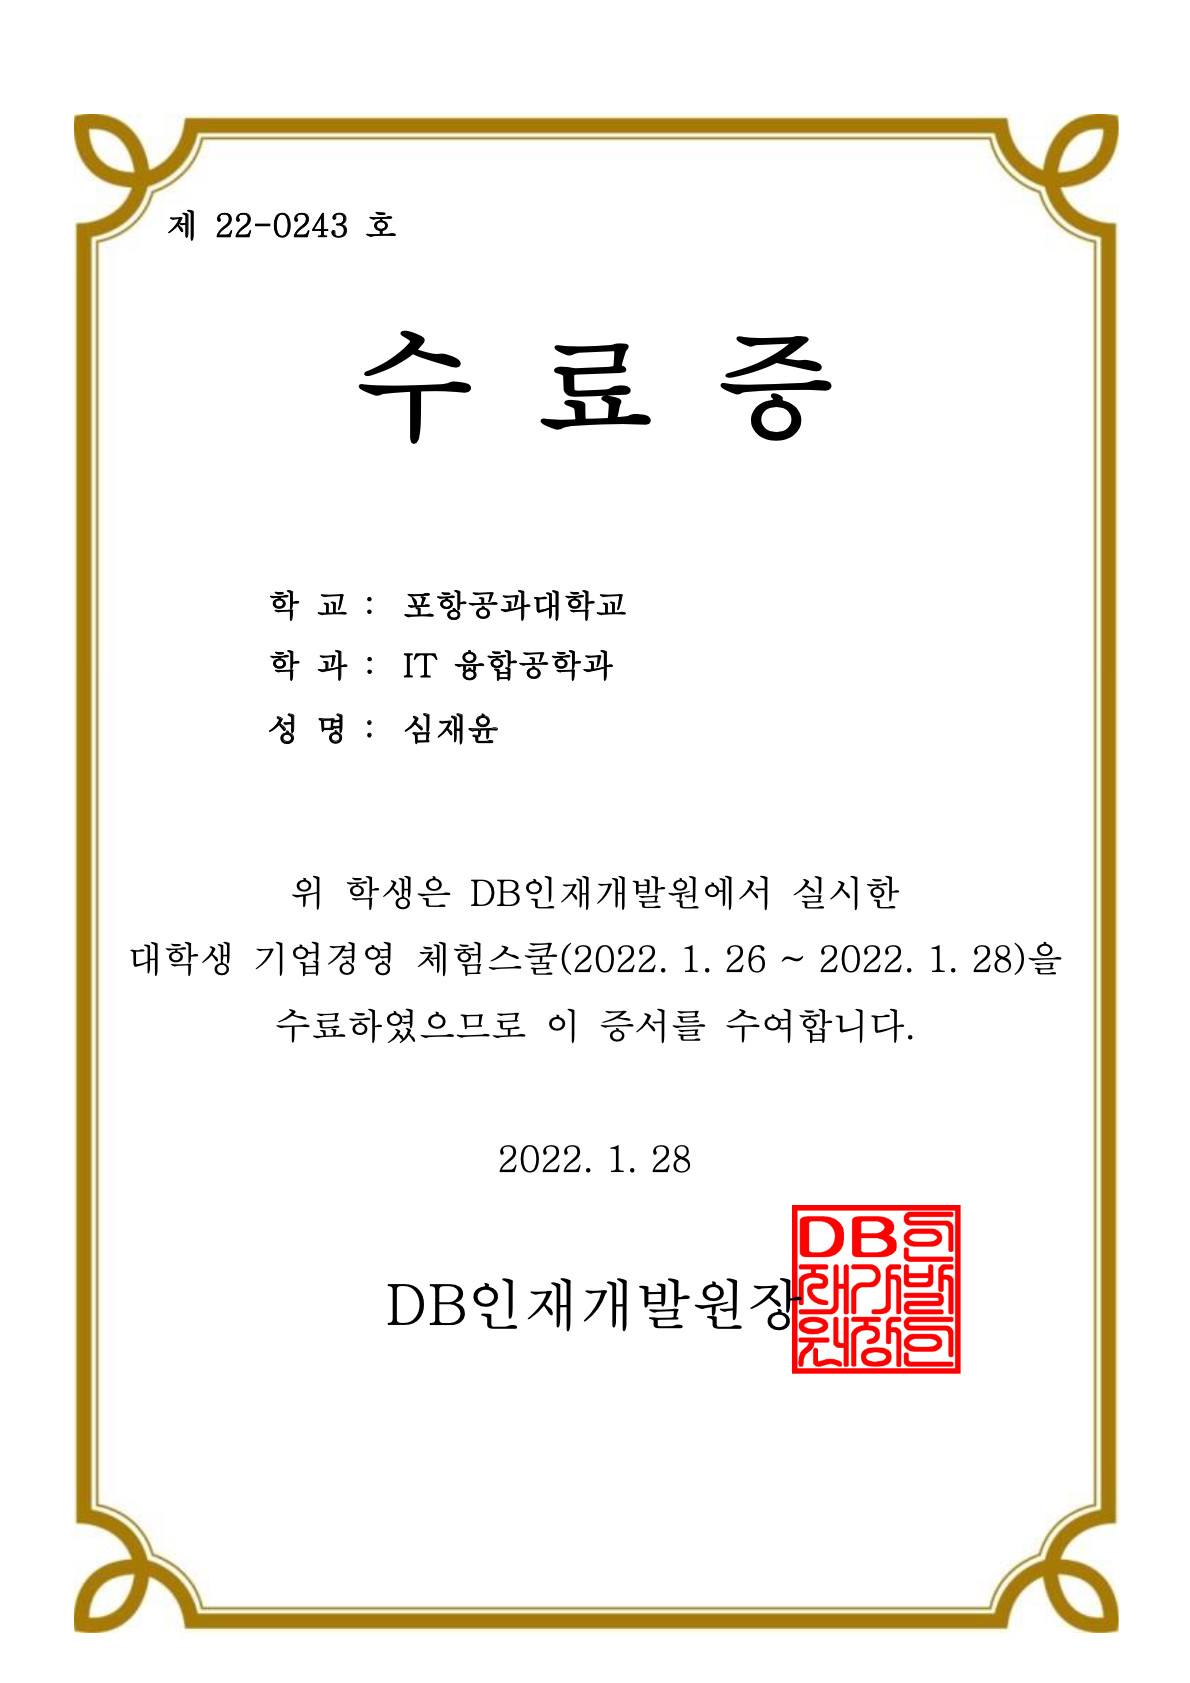 제 22-0243 호
수 료 증
학 교 : 포항공과대학교
학 과 : IT 융합공학과
성 명 : 심재윤
위 학생은 DB인재개발원에서 실시한
대학생 기업경영 체험스쿨(2022. 1. 26 ~ 2022. 1. 28)을
수료하였으므로 이 증서를 수여합니다.
2022. 1. 28
DB인재개발원장
DB인
재개발
원장인